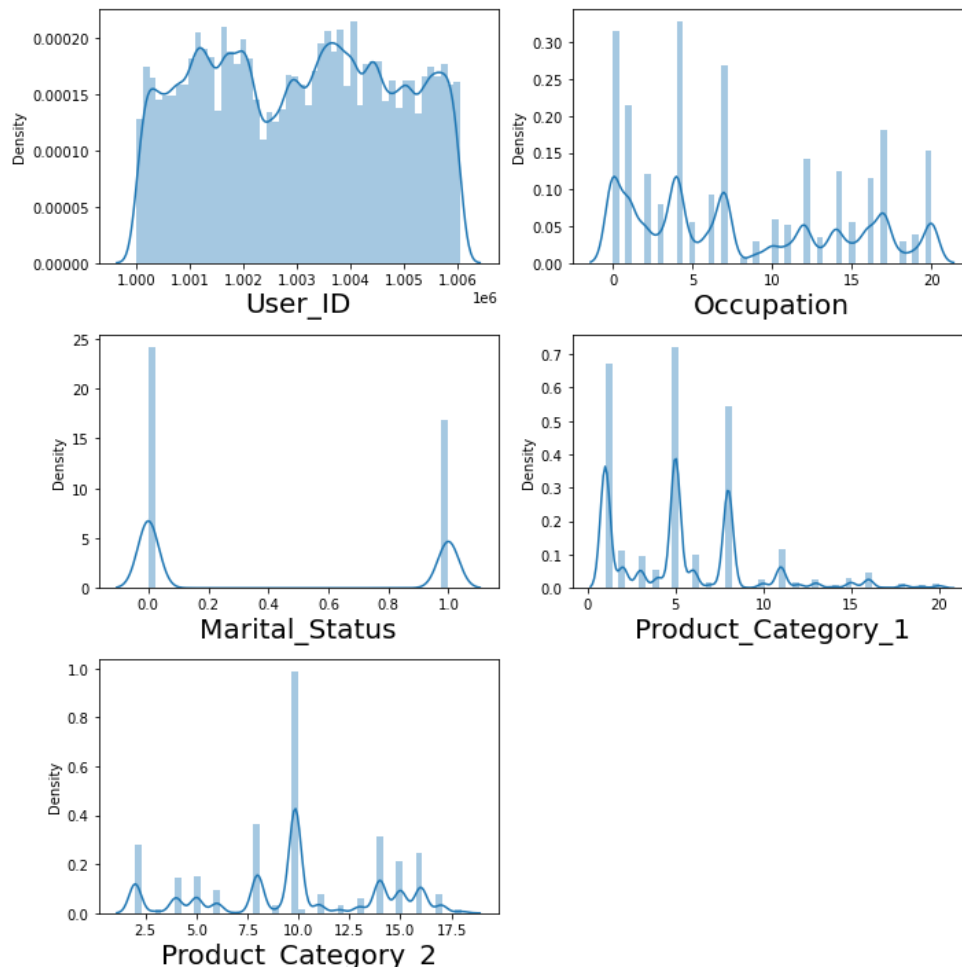 0.00020
0.00015
0.00010
0.00005
0.00000
Density
1.000 1.001 1.002 1.003 1.004 1.005 1.006
1e6
User_ID
0.30
0.25
0.20
0.15
0.10
0.05
0.00
Density
0 5 10 15 20
Occupation
25
20
15
10
5
0
Density
0.0 0.2 0.4 0.6 0.8 1.0
Marital_Status
0.7
0.6
0.5
0.4
0.3
0.2
0.1
0.0
Density
0 5 10 15 20
Product_Category_1
1.0
0.8
0.6
0.4
0.2
0.0
Density
2.5 5.0 7.5 10.0 12.5 15.0 17.5
Product_Category_2